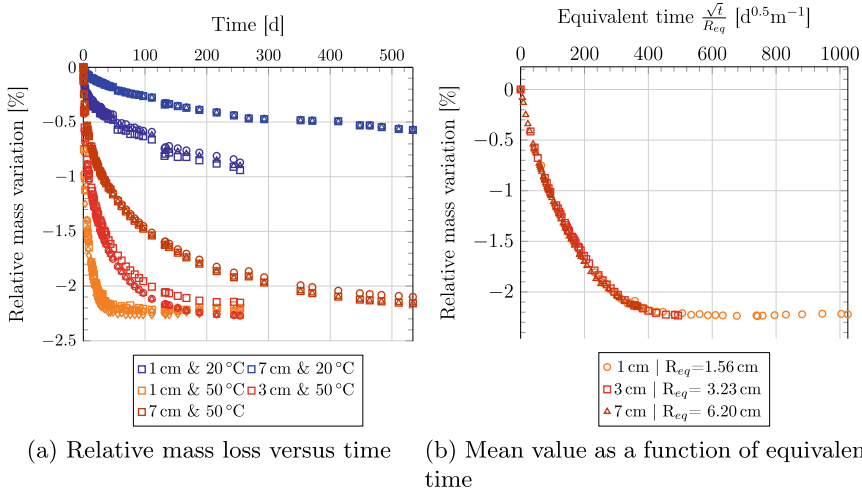 Time [d]
0 100 200 300 400 500
0
−0.5
−1
−1.5
−2
−2.5
Relative mass variation [%]
1 cm & 20 °C 7 cm & 20 °C
1 cm & 50 °C 3 cm & 50 °C
7 cm & 50 °C
(a) Relative mass loss versus time
Equivalent time √t/R_eq [d^0.5 m^−1]
0 200 400 600 800 1000
0
−0.5
−1
−1.5
−2
Relative mass variation [%]
1 cm | R_eq=1.56 cm
3 cm | R_eq= 3.23 cm
7 cm | R_eq= 6.20 cm
(b) Mean value as a function of equivalen
time